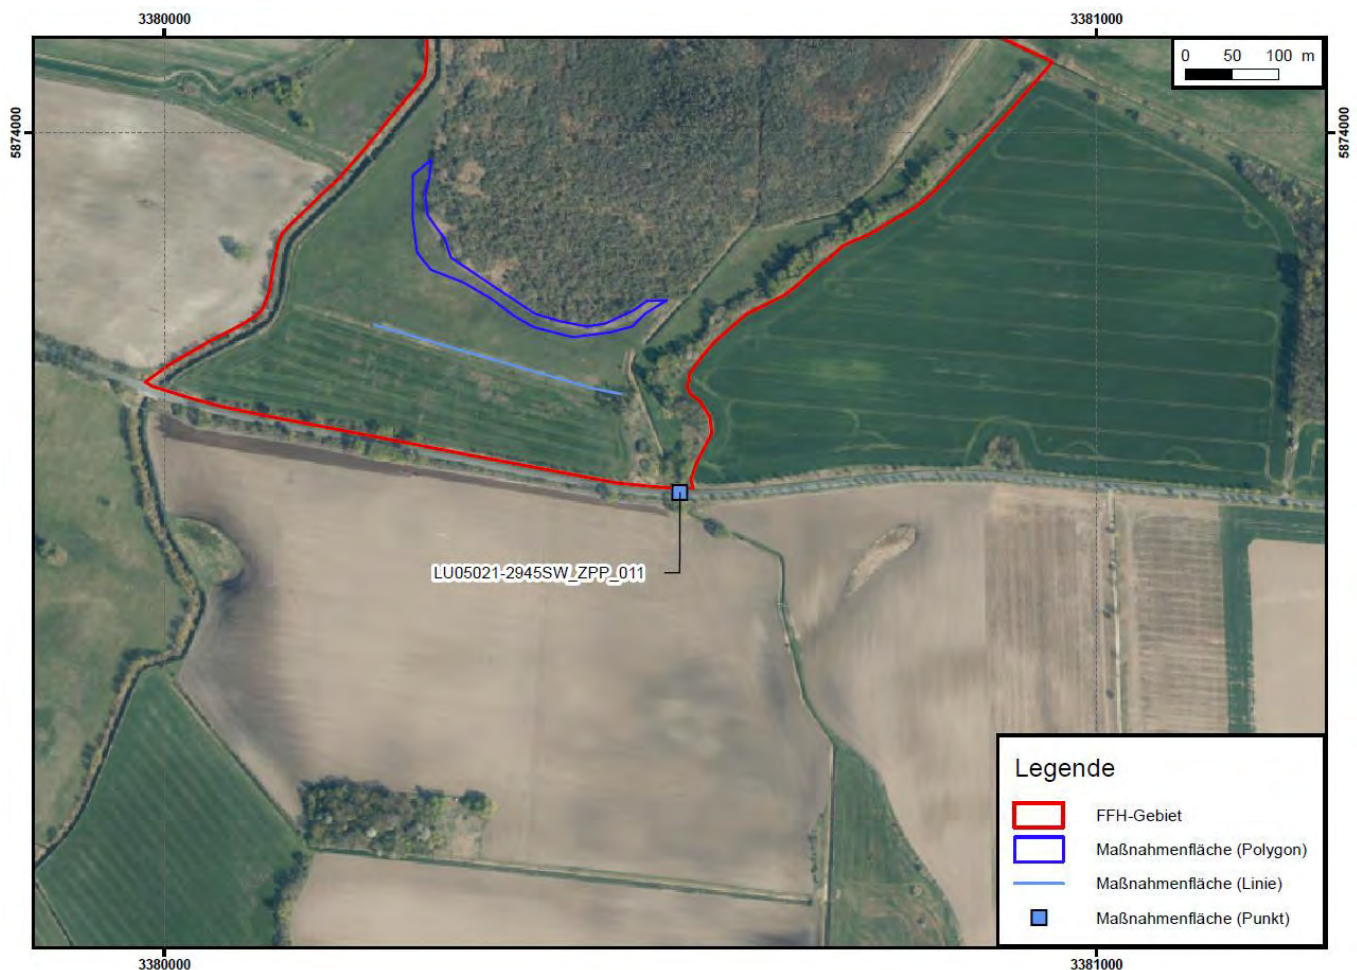 3380000
3381000
0 50 100 m
5874000
5874000
LU05021-2945SW_ZPP_011
Legende
FFH-Gebiet
Maßnahmenfläche (Polygon)
Maßnahmenfläche (Linie)
Maßnahmenfläche (Punkt)
3380000
3381000